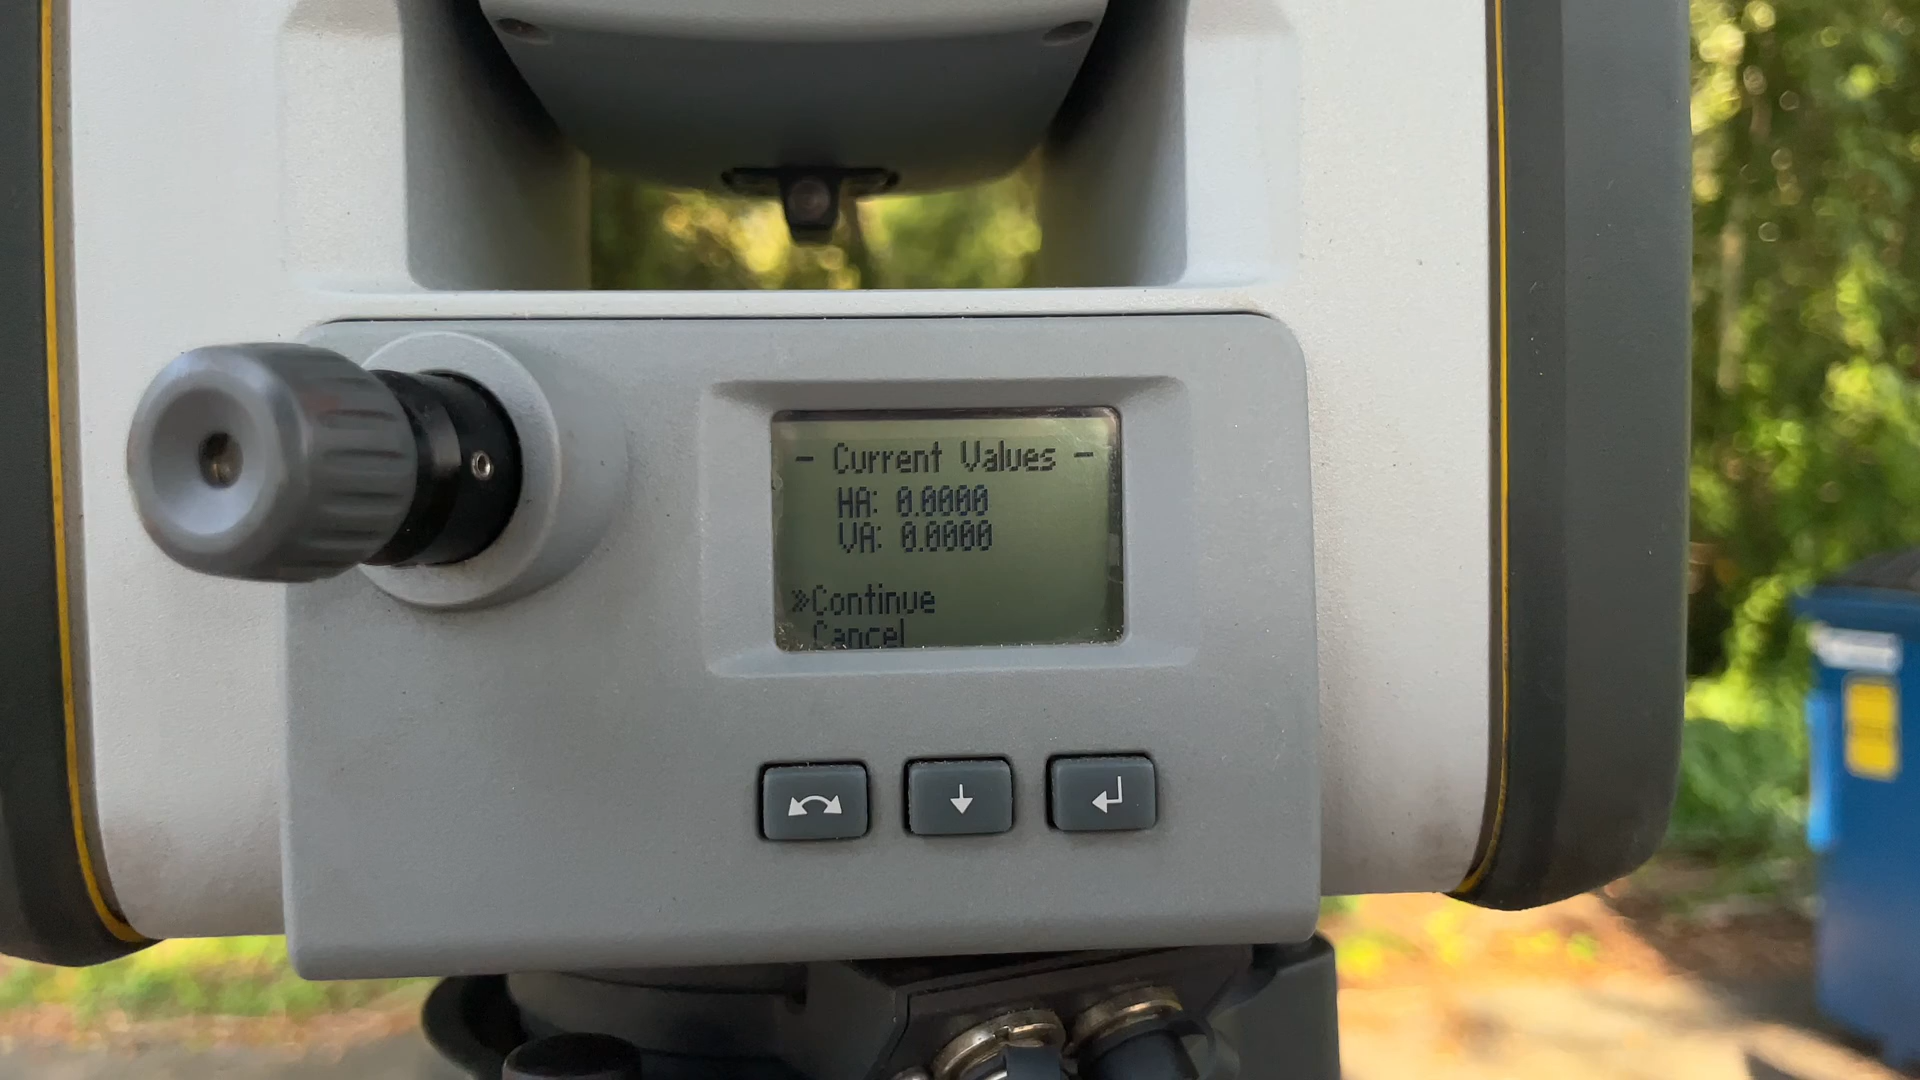 - Current Values -
HA: 0.0000
VA: 0.0000
»Continue
Cancel